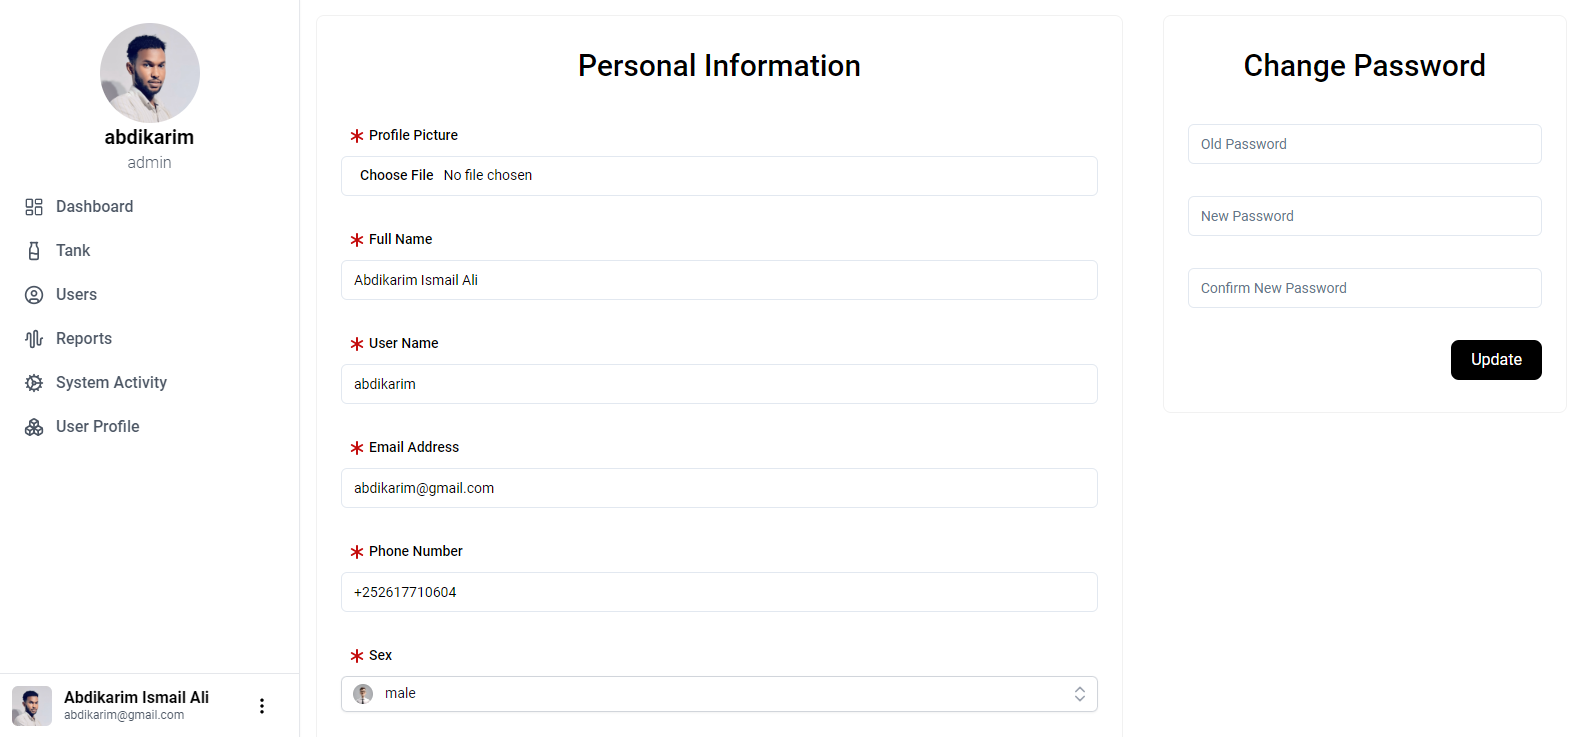 abdikarim
admin
Dashboard
Tank
Users
Reports
System Activity
User Profile
Abdikarim Ismail Ali
abdikarim@gmail.com
Personal Information
* Profile Picture
Choose File No file chosen
* Full Name
Abdikarim Ismail Ali
* User Name
abdikarim
* Email Address
abdikarim@gmail.com
* Phone Number
+252617710604
* Sex
male
Change Password
Old Password
New Password
Confirm New Password
Update